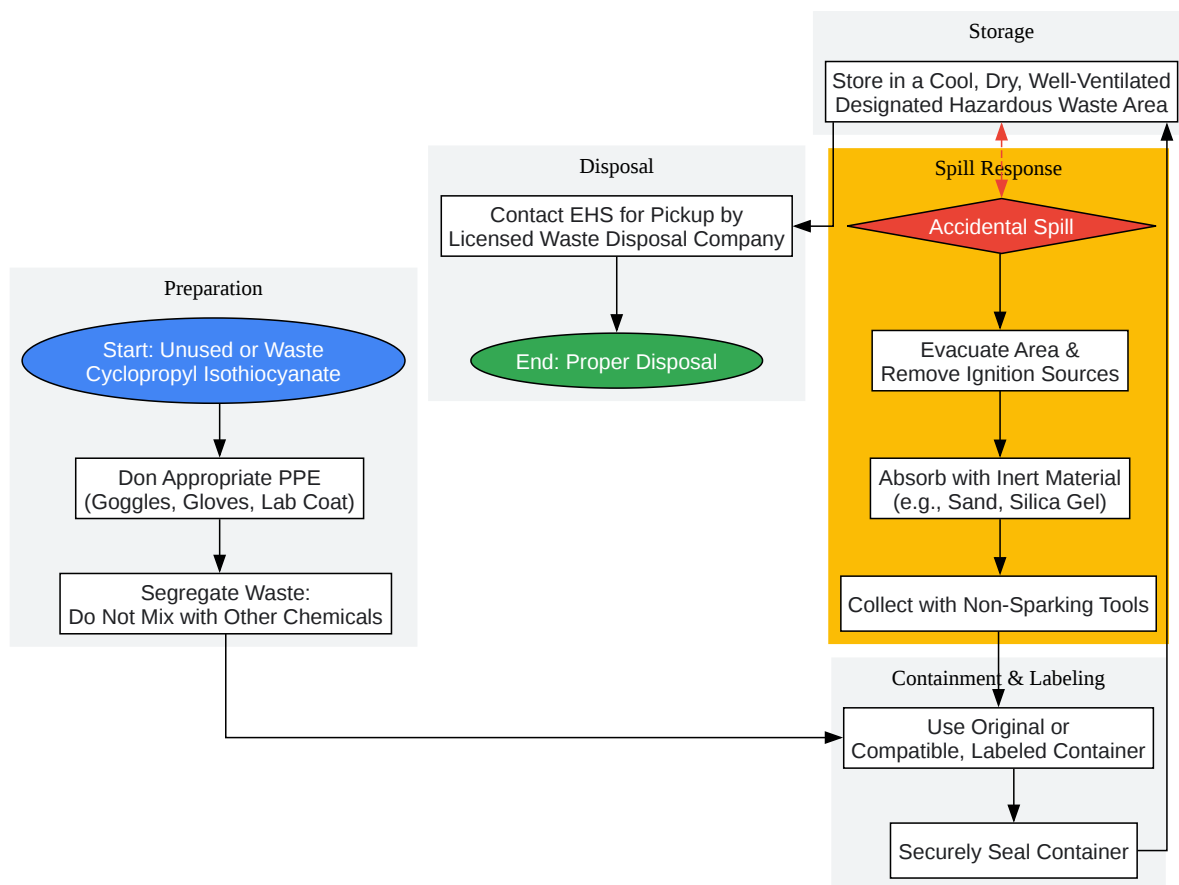 Storage
Store in a Cool, Dry, Well-Ventilated
Designated Hazardous Waste Area
Disposal
Contact EHS for Pickup by
Licensed Waste Disposal Company
End: Proper Disposal
Spill Response
Accidental Spill
Evacuate Area &
Remove Ignition Sources
Absorb with Inert Material
(e.g., Sand, Silica Gel)
Collect with Non-Sparking Tools
Preparation
Start: Unused or Waste
Cyclopropyl Isothiocyanate
Don Appropriate PPE
(Goggles, Gloves, Lab Coat)
Segregate Waste:
Do Not Mix with Other Chemicals
Containment & Labeling
Use Original or
Compatible, Labeled Container
Securely Seal Container